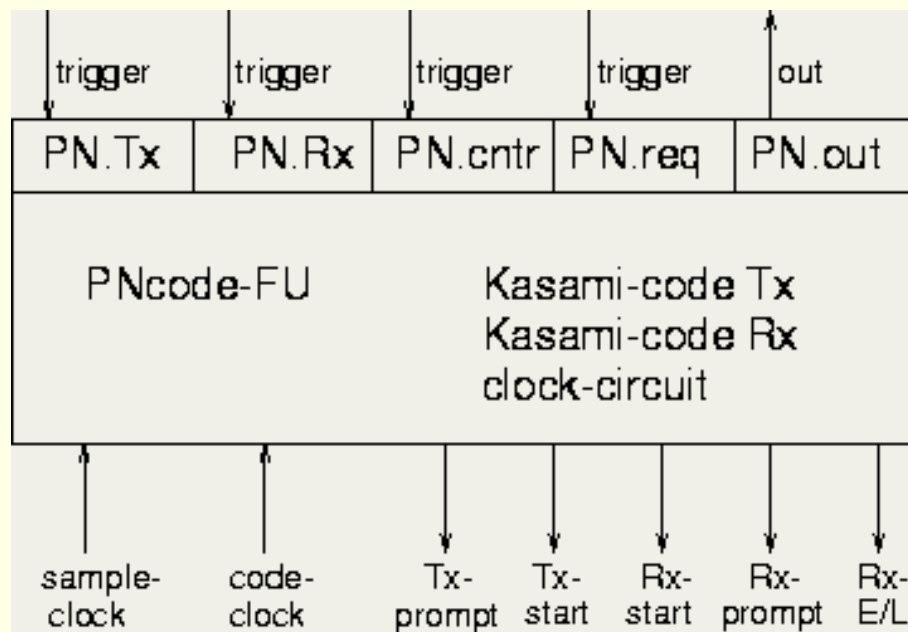 trigger trigger trigger trigger out
PN.Tx PN.Rx PN.cntr PN.req PN.out
PNcode-FU Kasami-code Tx
Kasami-code Rx
clock-circuit
sample- code- Tx- Tx- Rx- Rx- Rx-
clock clock prompt start start prompt E/L